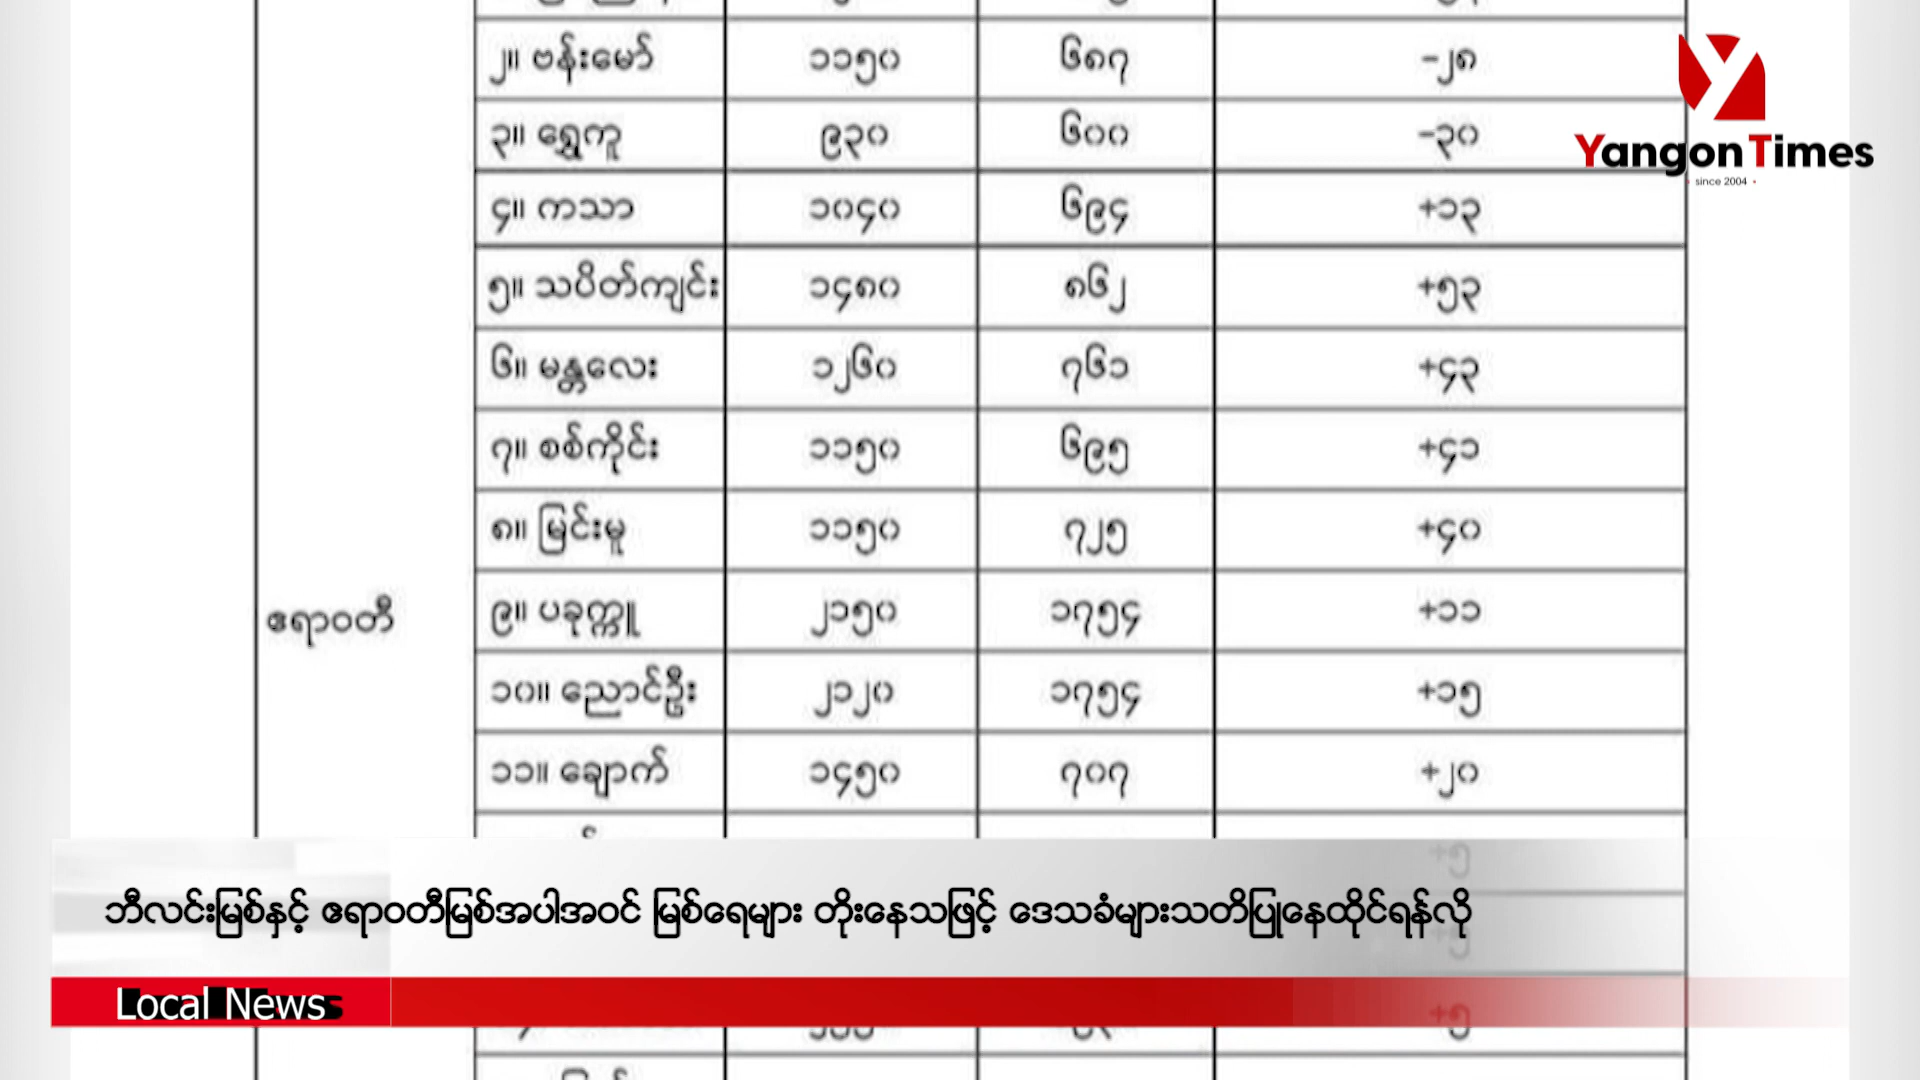 ၂။ ဗန်းမော် ၁၁၅၀ ၆၈၇ -၂၈
၃။ ရွှေကူ ၉၃၀ ၆၀၀ -၃၀
၄။ ကသာ ၁၀၄၀ ၆၉၄ +၁၃
၅။ သပိတ်ကျင်း ၁၄၈၀ ၈၆၂ +၅၃
၆။ မန္တလေး ၁၂၆၀ ၇၆၁ +၄၃
၇။ စစ်ကိုင်း ၁၁၅၀ ၆၉၅ +၄၁
၈။ မြင်းမူ ၁၁၅၀ ၇၂၅ +၄၀
ဧရာဝတီ
၉။ ပခုက္ကူ ၂၁၅၀ ၁၇၅၄ +၁၁
၁၀။ ညောင်ဦး ၂၁၂၀ ၁၇၅၄ +၁၅
၁၁။ ချောက် ၁၄၅၀ ၇၀၇ +၂၀
+၅
+၅
Yangon Times
since 2004
ဘီလင်းမြစ်နှင့် ဧရာဝတီမြစ်အပါအဝင် မြစ်ရေများ တိုးနေသဖြင့် ဒေသခံများသတိပြုနေထိုင်ရန်လို
Local News